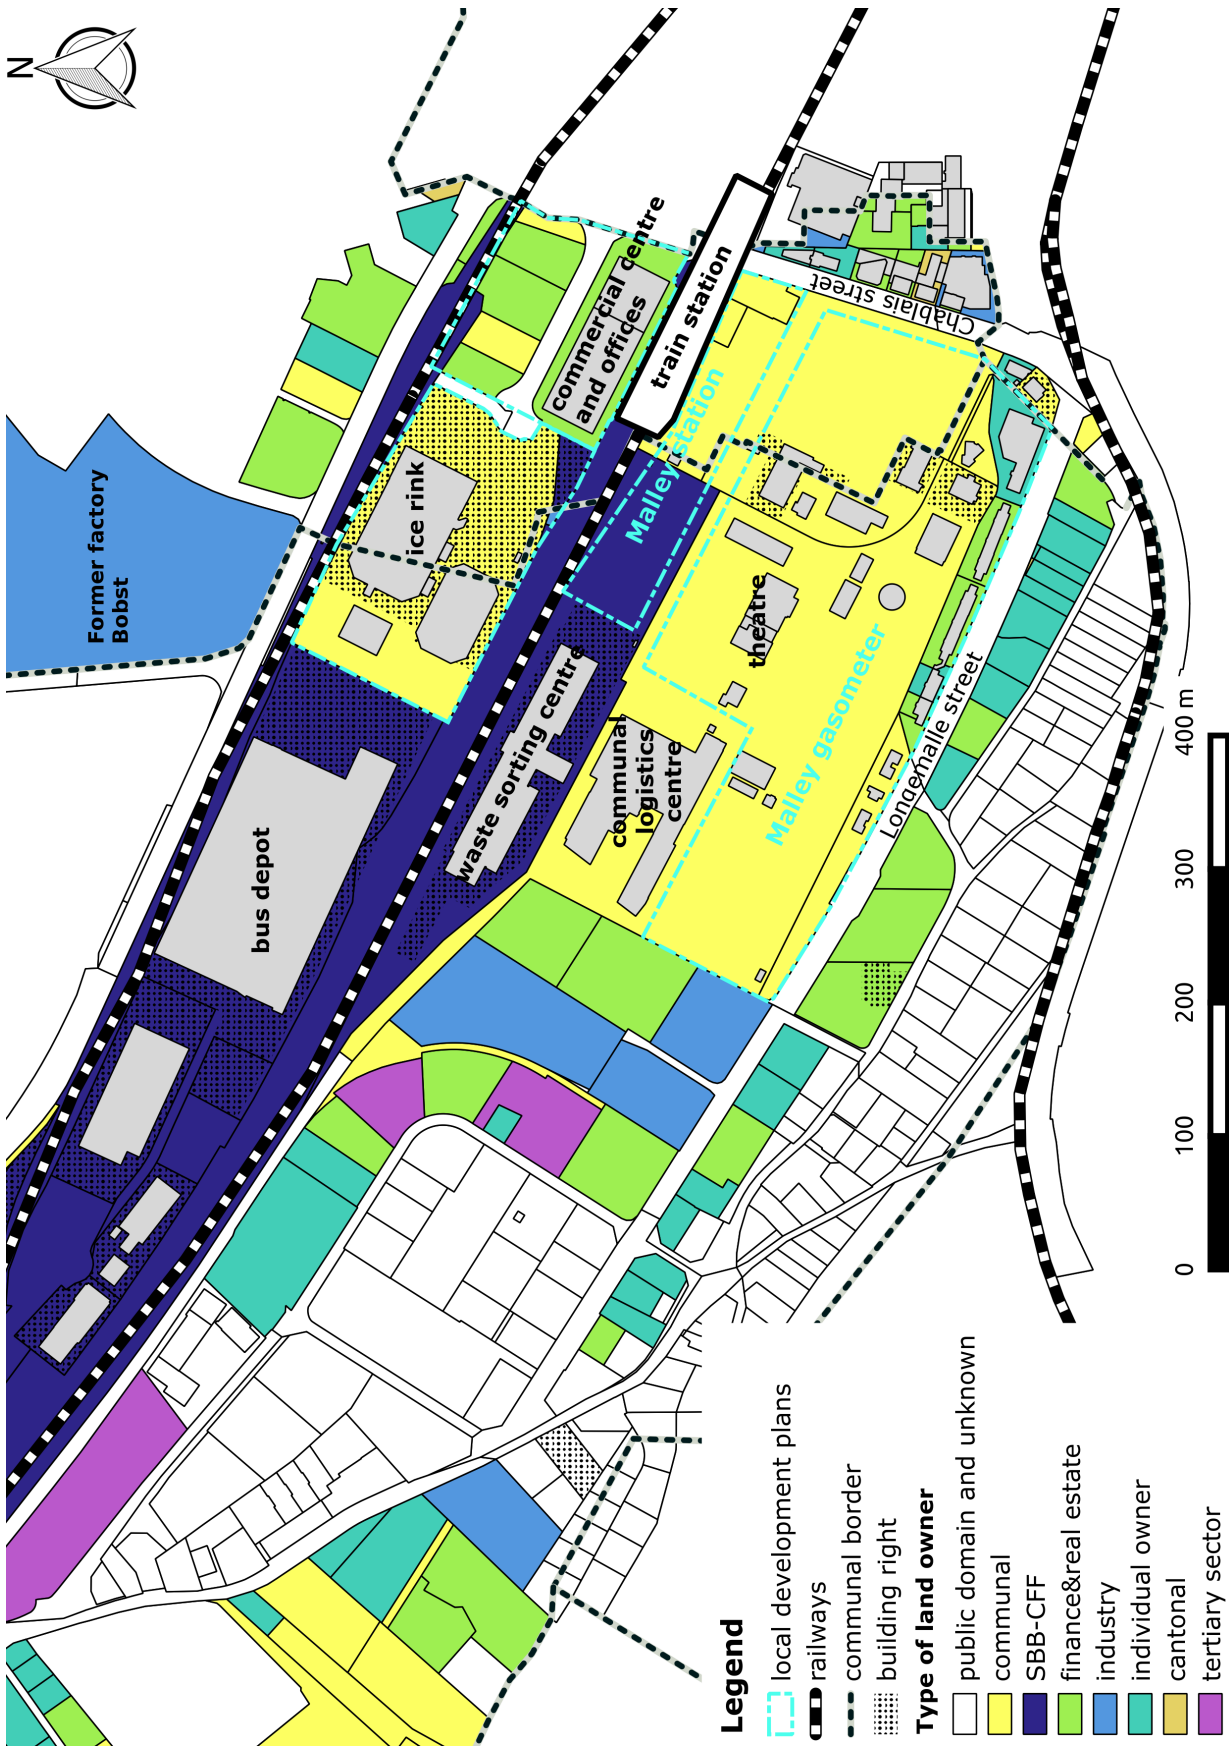 N
Former factory
Bobst
ice rink
commercial centre
and offices
train station
Malley station
bus depot
waste sorting centre
communal
logistics
centre
theatre
Malley gasometer
Chablais street
Longemalle street
Legend
local development plans
railways
communal border
building right
Type of land owner
public domain and unknown
communal
SBB-CFF
finance&real estate
industry
individual owner
cantonal
tertiary sector
0 100 200 300 400 m